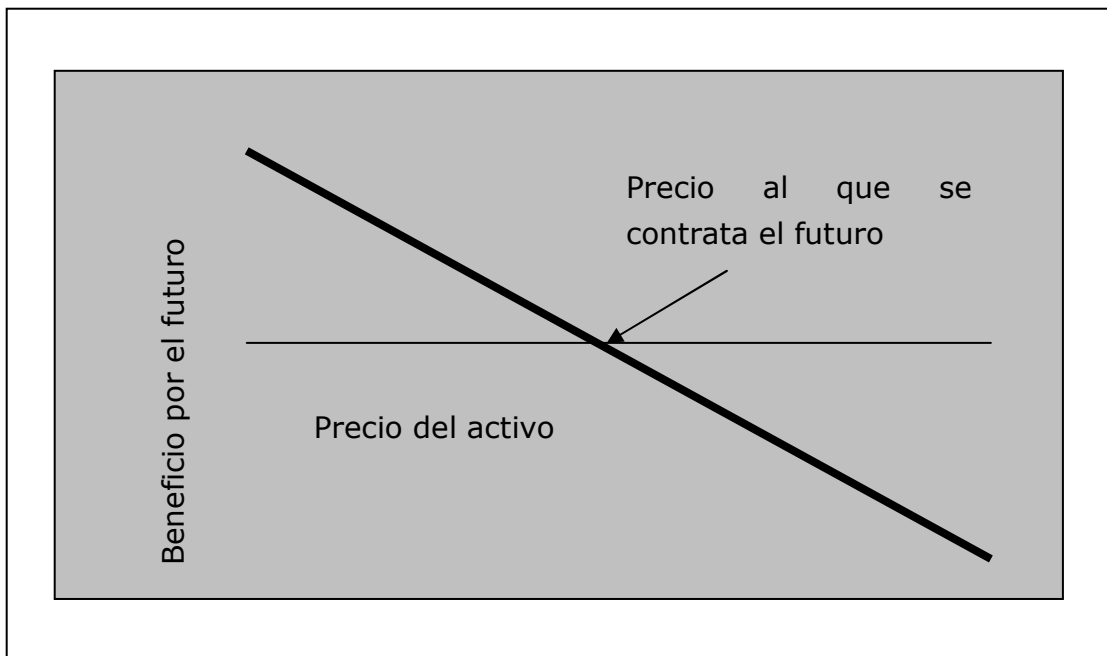 Precio al que se
contrata el futuro
Beneficio por el futuro
Precio del activo